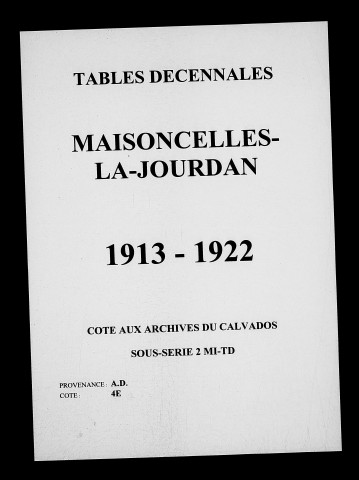 TABLES DECENNALES
MAISONCELLES-
LA-JOURDAN
1913 - 1922
COTE AUX ARCHIVES DU CALVADOS
SOUS-SERIE 2 MI-TD
PROVENANCE : A.D.
COTE : 4E